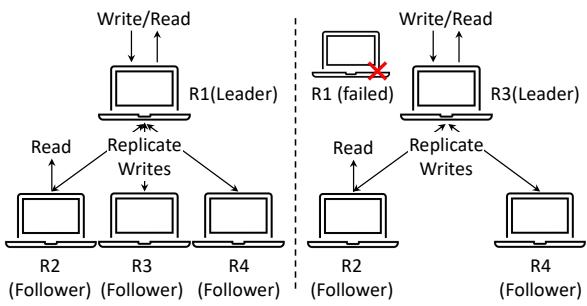 Write/Read
R1(Leader)
Read
Replicate
Writes
R2
(Follower)
R3
(Follower)
R4
(Follower)
Write/Read
R1 (failed)
R3(Leader)
Read
Replicate
Writes
R2
(Follower)
R4
(Follower)